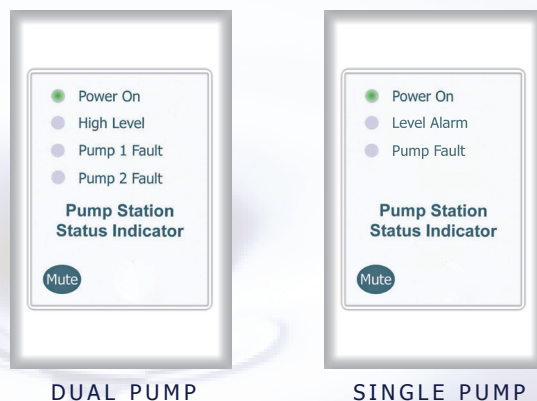 Power On
High Level
Pump 1 Fault
Pump 2 Fault
Pump Station
Status Indicator
Mute
DUAL PUMP
Power On
Level Alarm
Pump Fault
Pump Station
Status Indicator
Mute
SINGLE PUMP